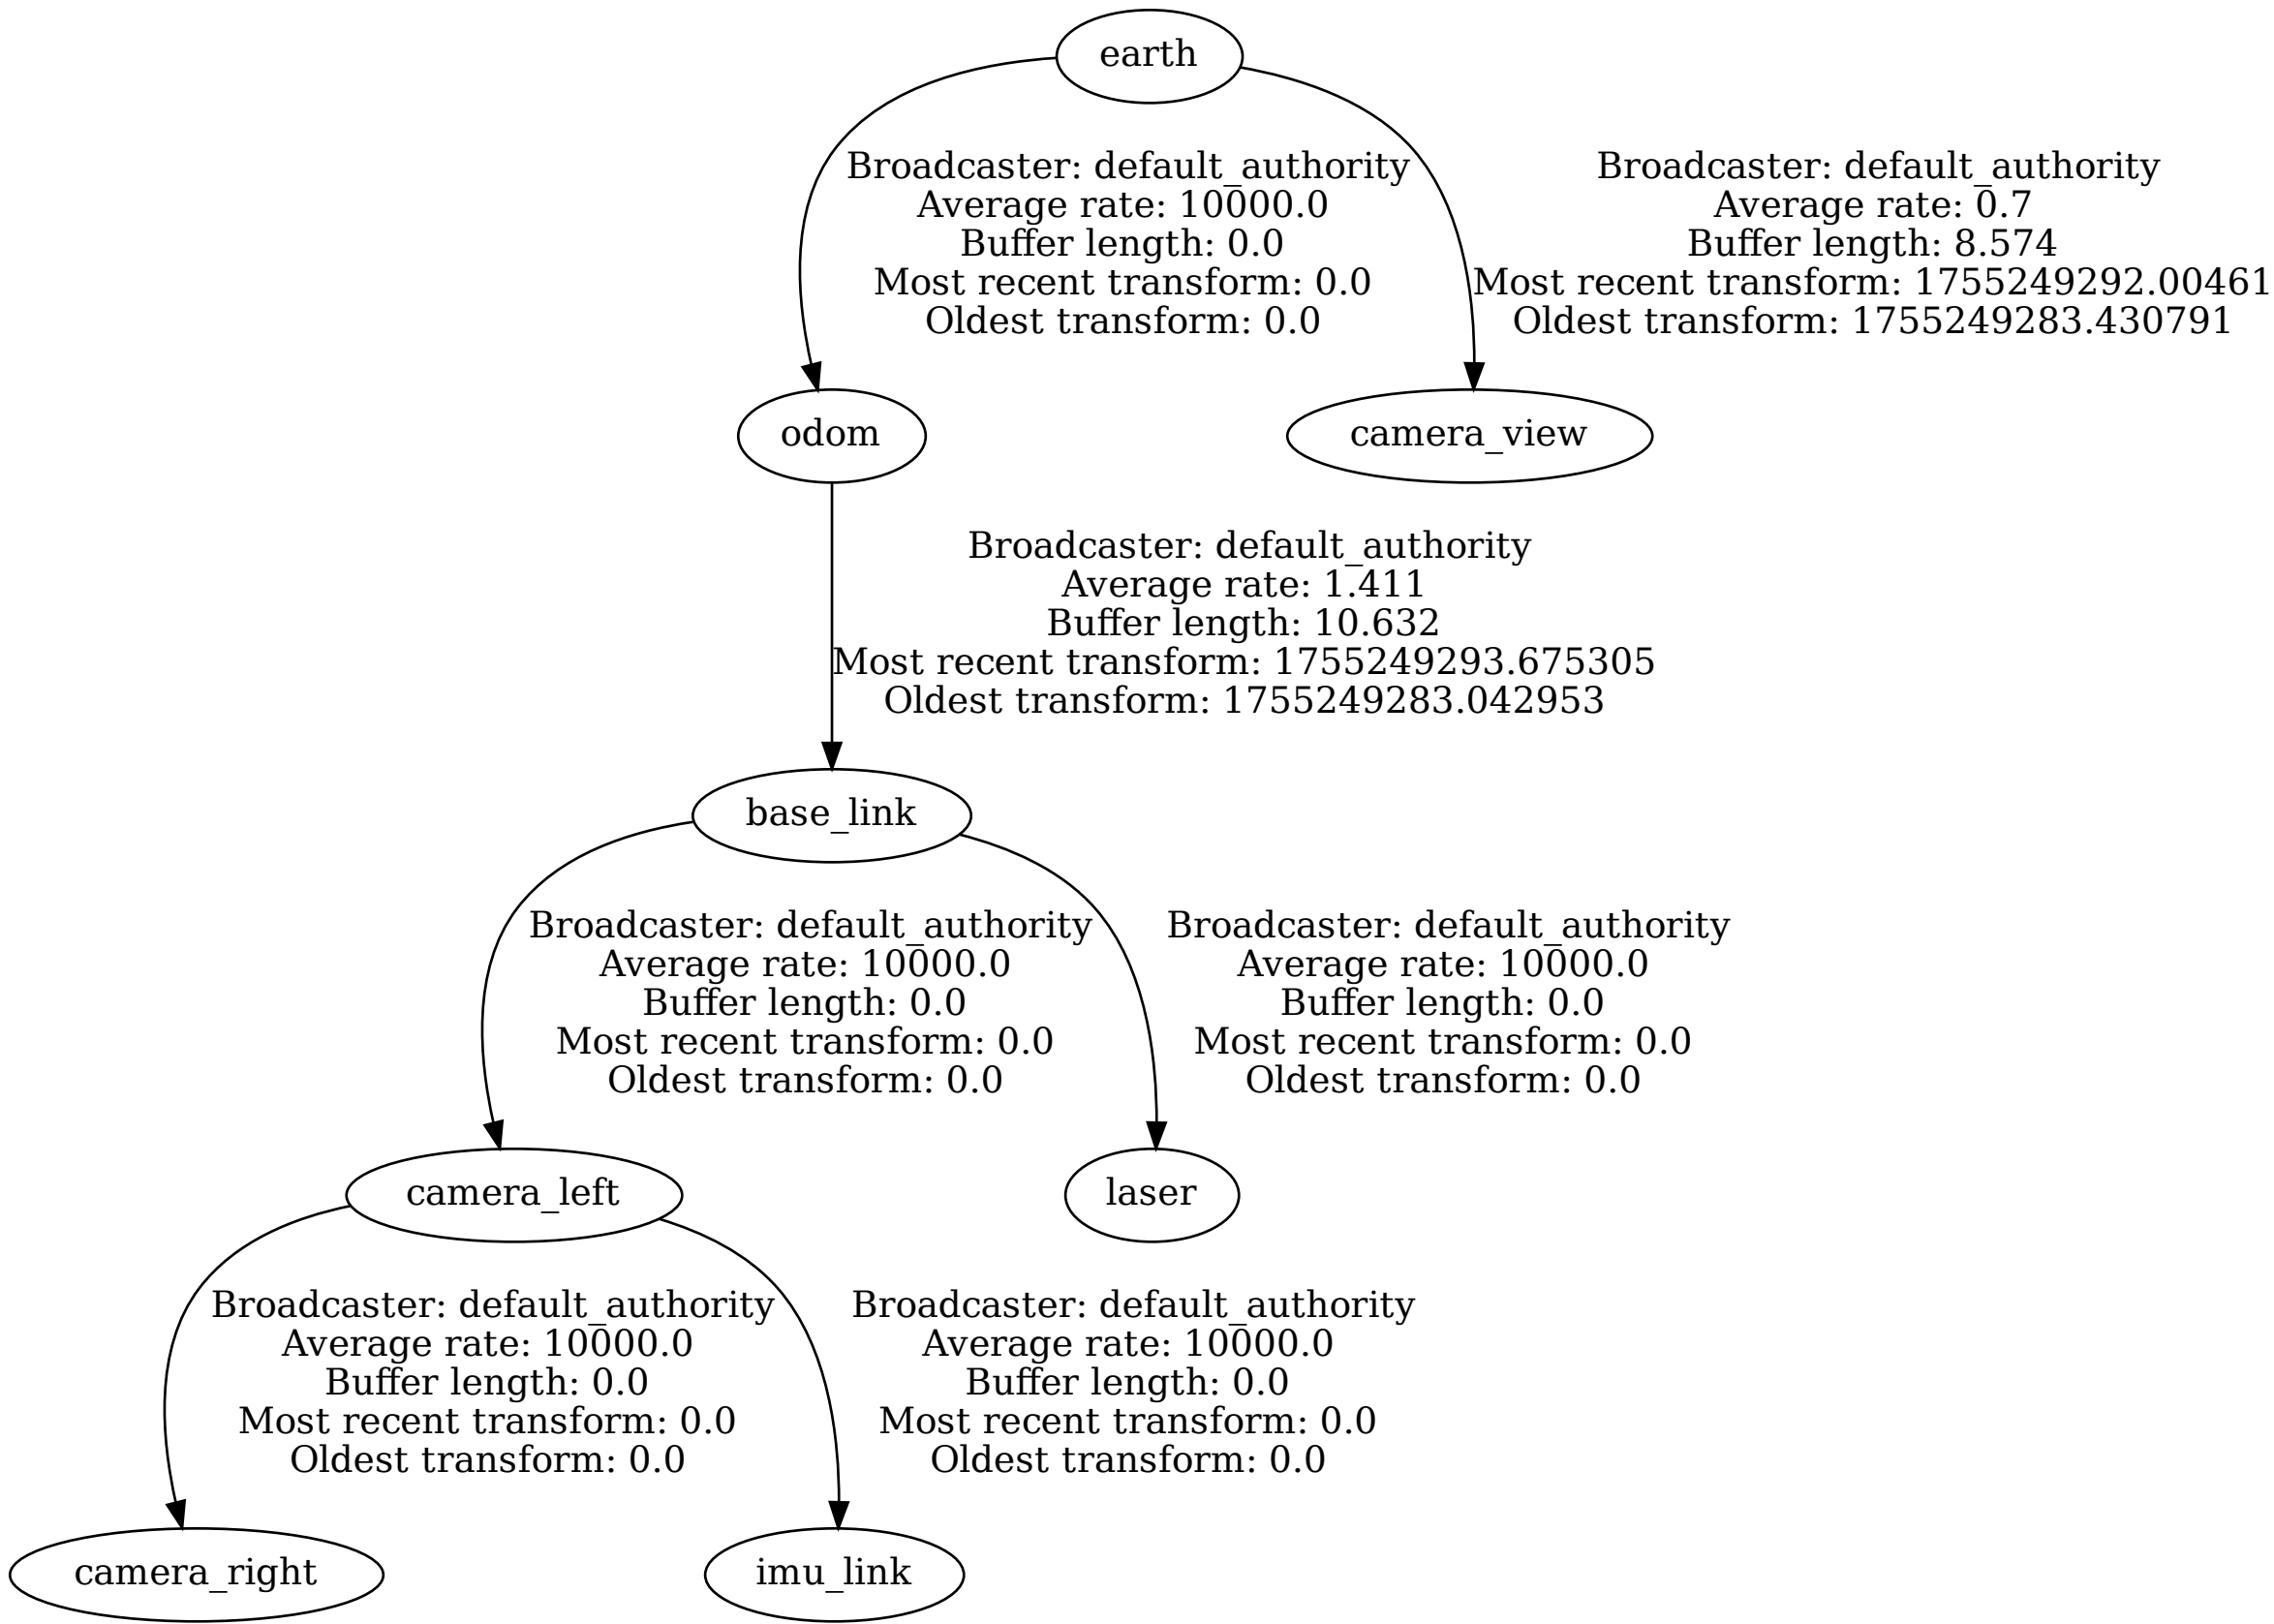 earth
Broadcaster: default_authority
Average rate: 10000.0
Buffer length: 0.0
Most recent transform: 0.0
Oldest transform: 0.0
Broadcaster: default_authority
Average rate: 0.7
Buffer length: 8.574
Most recent transform: 1755249292.00461
Oldest transform: 1755249283.430791
odom
camera_view
Broadcaster: default_authority
Average rate: 1.411
Buffer length: 10.632
Most recent transform: 1755249293.675305
Oldest transform: 1755249283.042953
base_link
Broadcaster: default_authority
Average rate: 10000.0
Buffer length: 0.0
Most recent transform: 0.0
Oldest transform: 0.0
Broadcaster: default_authority
Average rate: 10000.0
Buffer length: 0.0
Most recent transform: 0.0
Oldest transform: 0.0
camera_left
laser
Broadcaster: default_authority
Average rate: 10000.0
Buffer length: 0.0
Most recent transform: 0.0
Oldest transform: 0.0
Broadcaster: default_authority
Average rate: 10000.0
Buffer length: 0.0
Most recent transform: 0.0
Oldest transform: 0.0
camera_right
imu_link